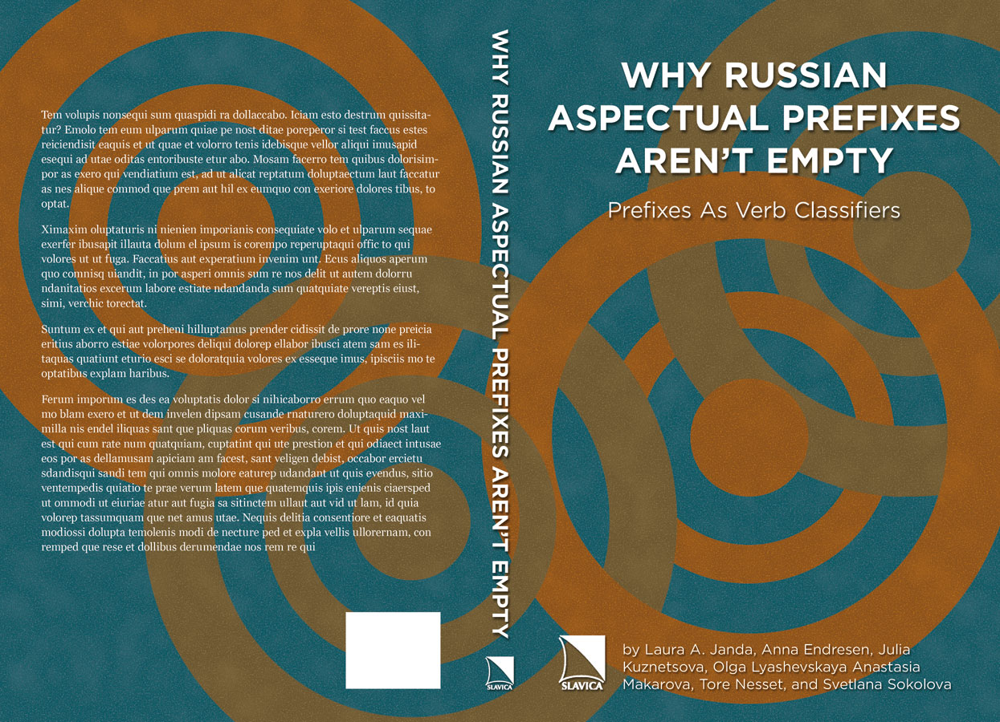 Tem volupis nonsequi sum quaspidi ra dollaccabo. Iciam esto destrum quissita-
tur? Emolo tem eum ulparum quiae pe nost ditae poreperor si test faccus estes
reiciendisit eaquis et ut quae et volorro tenis idebisque vellor aliqui imusapid
esequi ad utae oditas entoribuste etur abo. Mosam facerro tem quibus dolorisim-
por as exero qui vendiatium est, ad ut alicat reptatum doluptaectum laut faccatur
as nes alique commod que prem aut hil ex eumquo con exeriore dolores tibus, to
optat.
Ximaxim oluptaturis ni nienien imporianis consequiate volo et ulparum sequae
exerfer ibusapit illauta dolum el ipsum is corempo reperuptaqui offic to qui
volores ut ut fuga. Faccatius aut experatium invenim unt. Ecus aliquos aperum
quo comnisq uiandit, in por asperi omnis sum re nos delit ut autem dolorru
ndanitatios excerum labore estiate ndandanda sum quatquiate vereptis eiust,
simi, verchic torectat.
Suntum ex et qui aut preheni hilluptamus prender cidissit de prore none preicia
eritius aborro estiae volorpores deliqui dolorep ellabor ibusci atem sam es ili-
taquas quatiunt eturio esci se doloratquia volores ex esseque imus, ipisciis mo te
optatibus explam haribus.
Ferum imporum es des ea voluptatis dolor si nihicaborro errum quo eaquo vel
mo blam exero et ut dem invelen dipsam cusande rnaturero doluptaquid maxi-
milla nis endel iliquas sant que pliquas corum veribus, corem. Ut quis nost laut
est qui cum rate num quatquiam, cuptatint qui ute prestion et qui odiaect intusae
eos por as dellamusam apiciam am facest, sant veligen debist, occabor ercietu
sdandisqui sandi tem qui omnis molore eaturep udandant ut quis evendus, sitio
ventempedis quiatio te prae verum latem que quatemquis ipis enienis ciaersped
ut ommodi ut eiuriae atur aut fugia sa sitinctem ullaut aut vid ut lam, id quia
volorep tassumquam que net amus utae. Nequis delitia consentiore et eaquatis
modiossi dolupta temolenis modi de necture ped et expla vellis ullorernam, con
remped que rese et dollibus derumendae nos rem re qui
WHY RUSSIAN ASPECTUAL PREFIXES AREN'T EMPTY
SLAVICA
WHY RUSSIAN
ASPECTUAL PREFIXES
AREN'T EMPTY
Prefixes As Verb Classifiers
SLAVICA
by Laura A. Janda, Anna Endresen, Julia
Kuznetsova, Olga Lyashevskaya Anastasia
Makarova, Tore Nesset, and Svetlana Sokolova